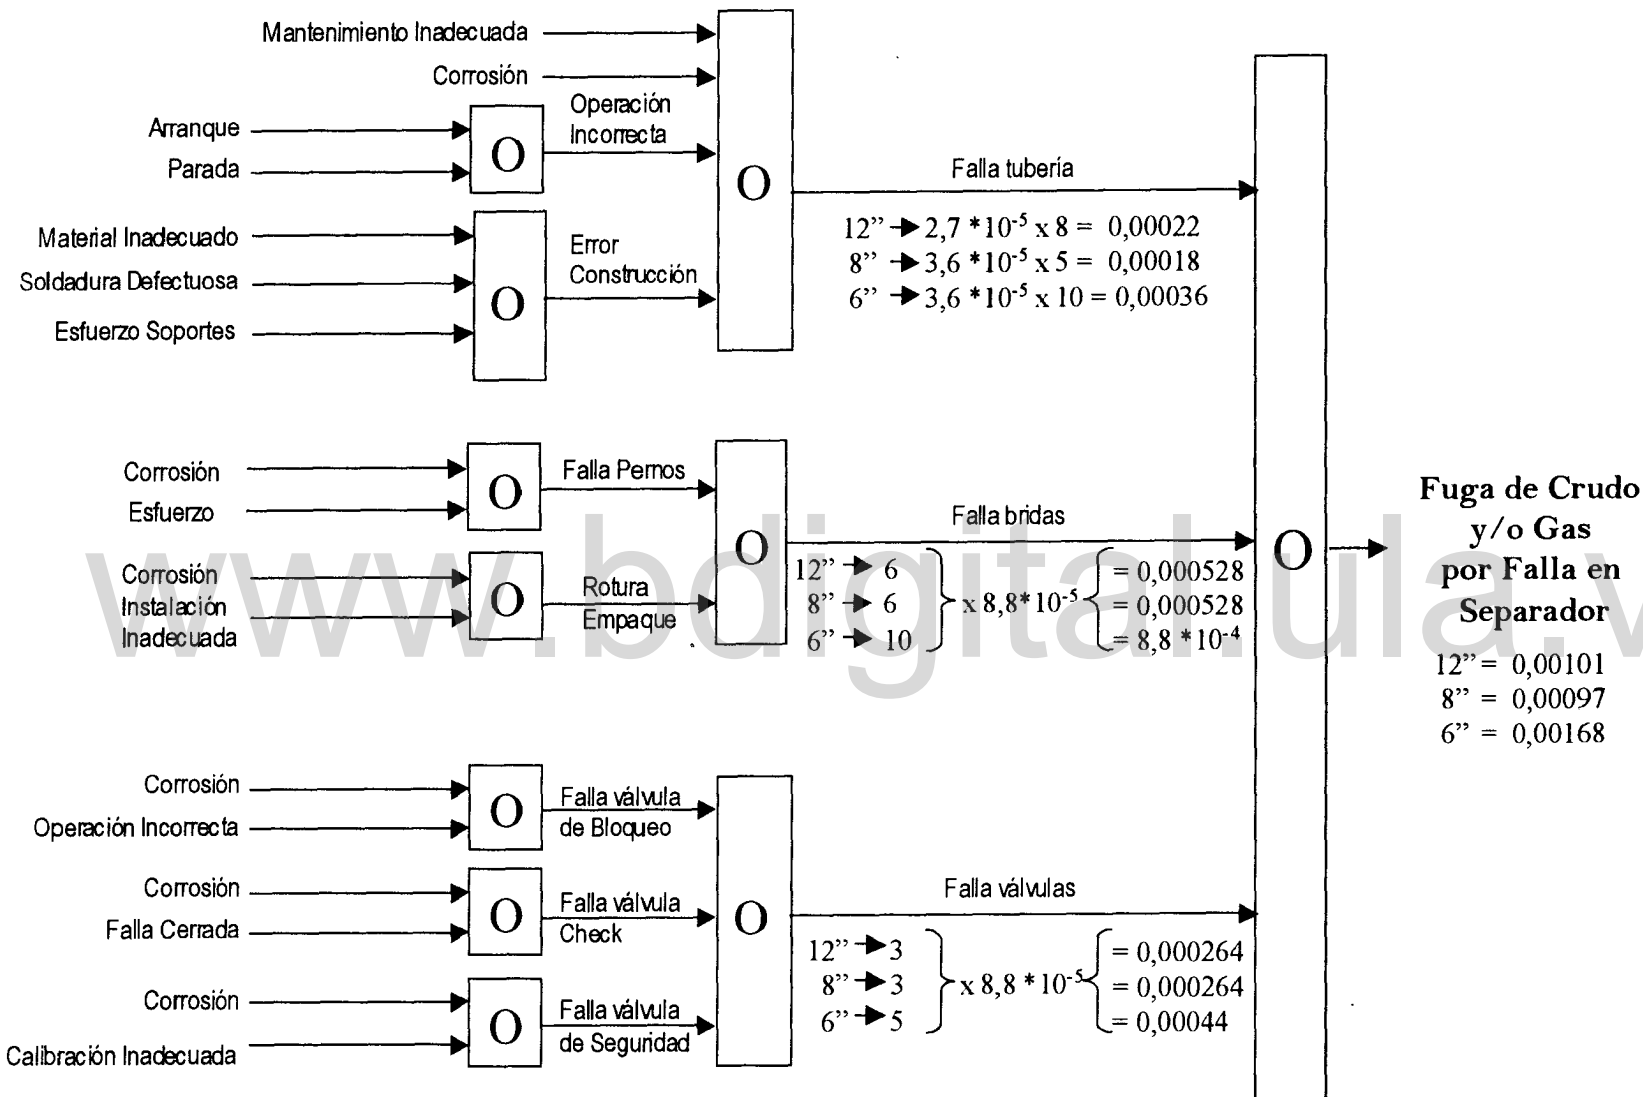 Mantenimiento Inadecuada
Corrosión
Arranque
Parada
O
Operación
Incorrecta
Material Inadecuado
Soldadura Defectuosa
Esfuerzo Soportes
O
Error
Construcción
O
Falla tubería
12” → 2,7 *10⁻⁵ x 8 = 0,00022
8” → 3,6 *10⁻⁵ x 5 = 0,00018
6” → 3,6 *10⁻⁵ x 10 = 0,00036
Corrosión
Esfuerzo
O
Falla Pernos
Corrosión
Instalación
Inadecuada
O
Rotura
Empaque
O
Falla bridas
12” → 6
8” → 6
6” → 10
x 8,8*10⁻⁵
= 0,000528
= 0,000528
= 8,8 *10⁻⁴
Corrosión
Operación Incorrecta
O
Falla válvula
de Bloqueo
Corrosión
Falla Cerrada
O
Falla válvula
Check
Corrosión
Calibración Inadecuada
O
Falla válvula
de Seguridad
O
Falla válvulas
12” → 3
8” → 3
6” → 5
x 8,8 *10⁻⁵
= 0,000264
= 0,000264
= 0,00044
O
Fuga de Crudo
y/o Gas
por Falla en
Separador
12” = 0,00101
8” = 0,00097
6” = 0,00168
www.bdigital.ula.v